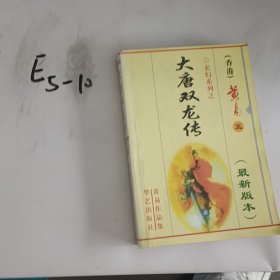 E5-10
(香港)
黄易
五
◇玄幻系列之
大唐双龙传
(最新版本)
黄易作品集
华艺出版社